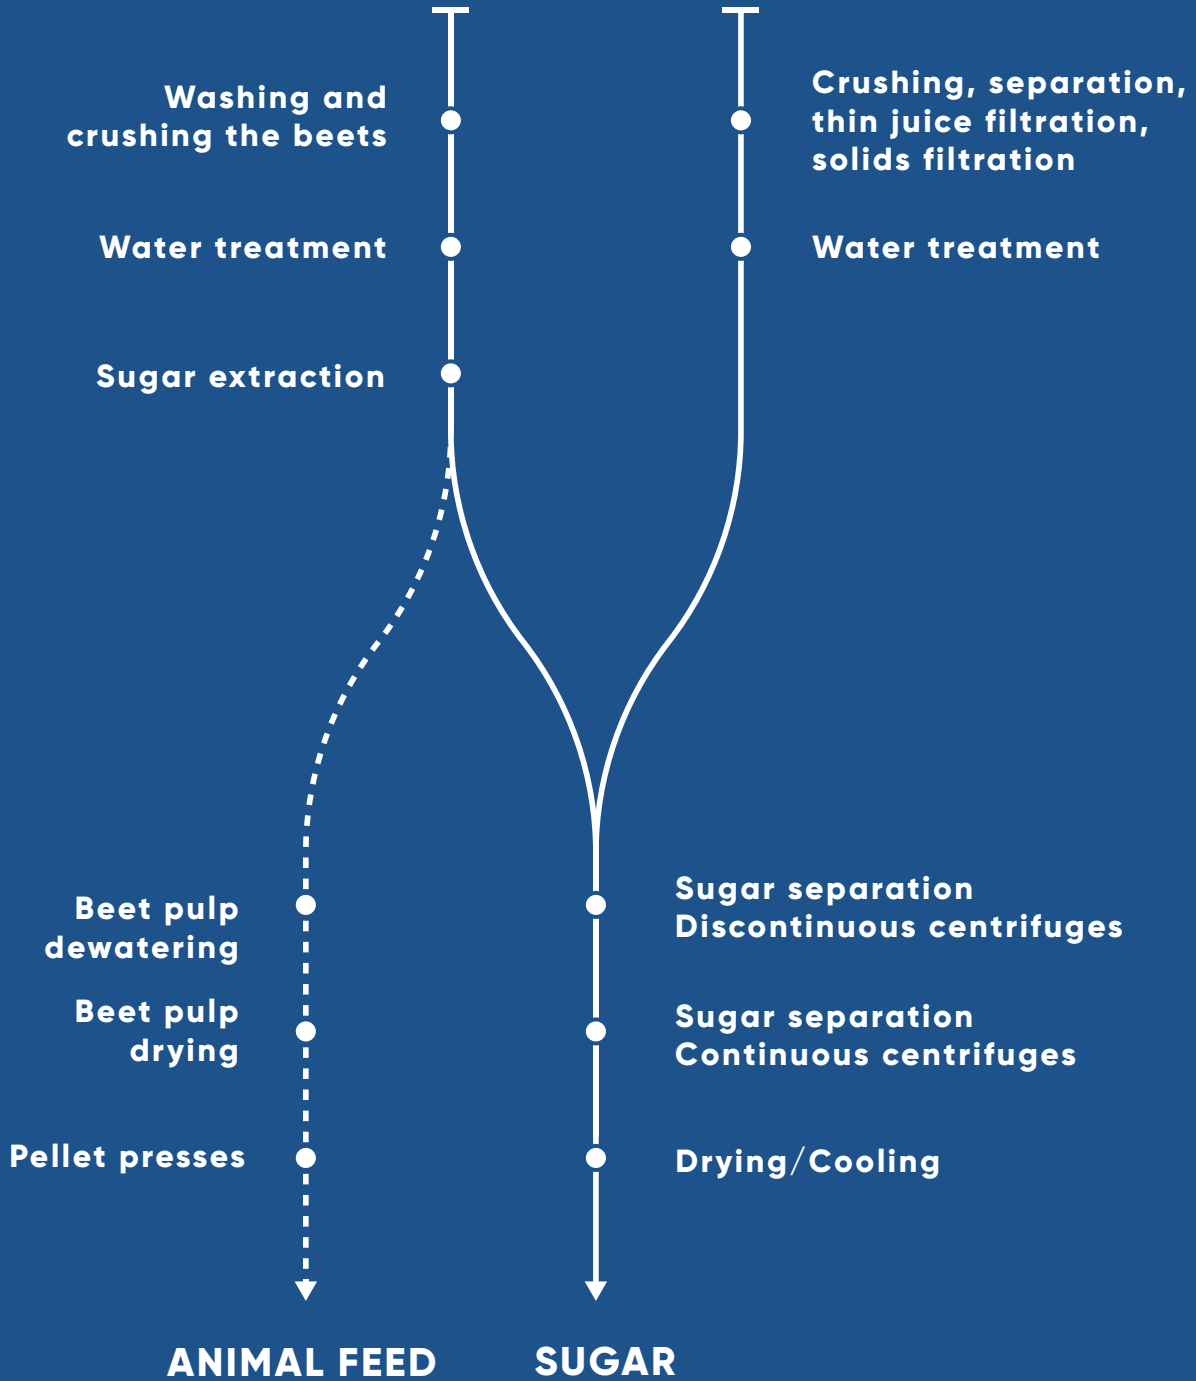 Washing and
crushing the beets
Crushing, separation,
thin juice filtration,
solids filtration
Water treatment
Water treatment
Sugar extraction
Beet pulp
dewatering
Sugar separation
Discontinuous centrifuges
Beet pulp
drying
Sugar separation
Continuous centrifuges
Pellet presses
Drying/Cooling
ANIMAL FEED
SUGAR